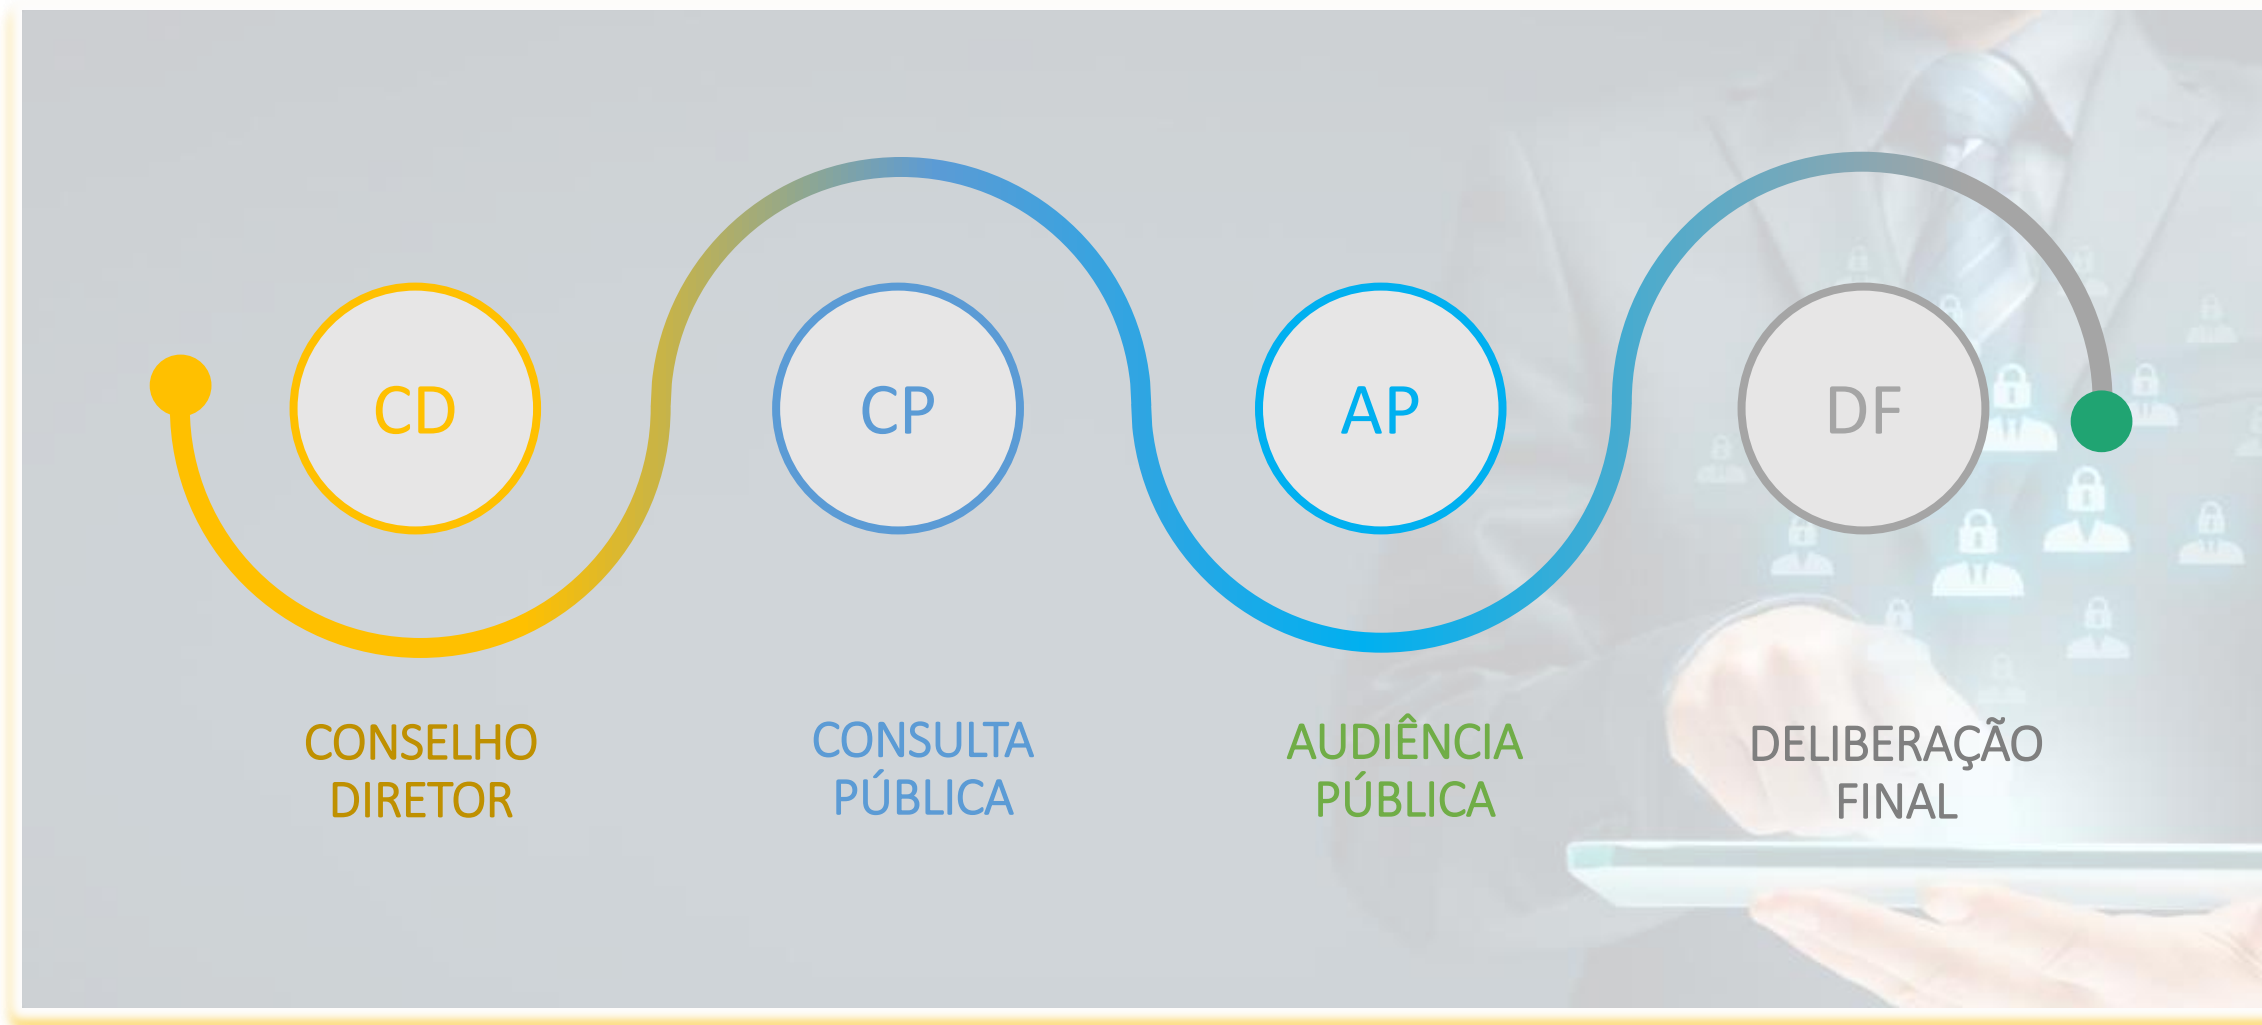 CD
CP
AP
DF
CONSELHO
DIRETOR
CONSULTA
PÚBLICA
AUDIÊNCIA
PÚBLICA
DELIBERAÇÃO
FINAL